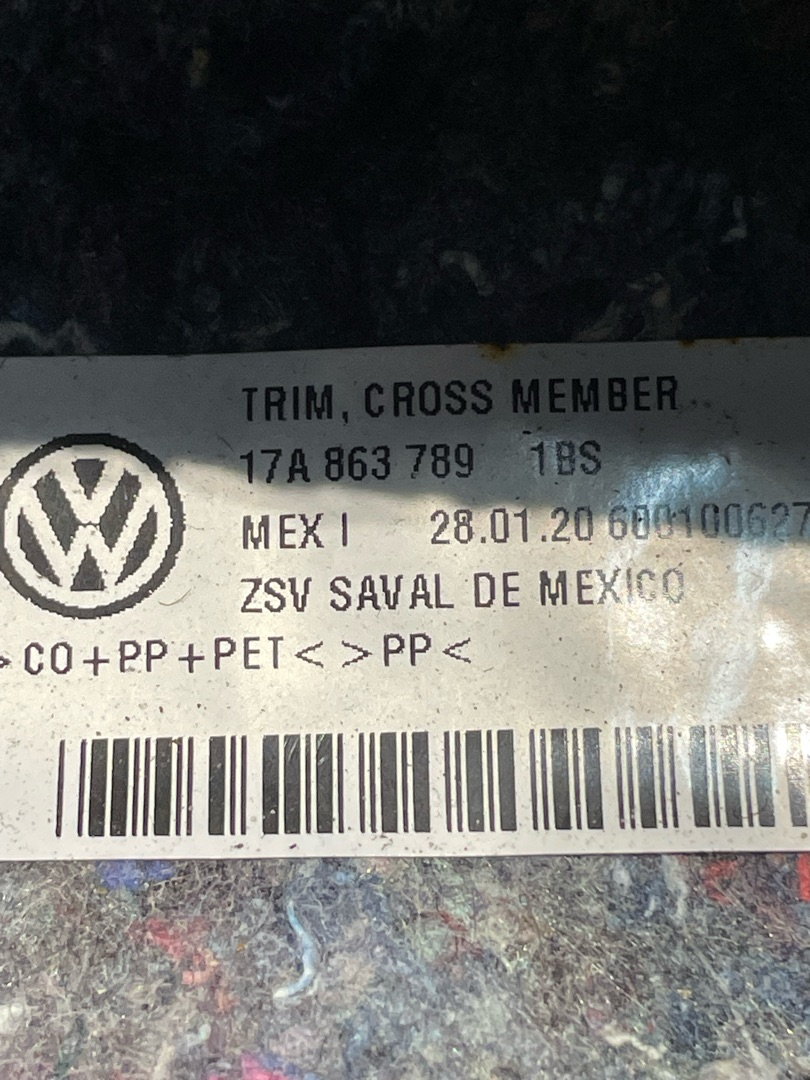 TRIM, CROSS MEMBER
17A 863 789 1BS
MEX I 28.01.20
ZSV SAVAL DE MEXICO
>CO+PP+PET< >PP<